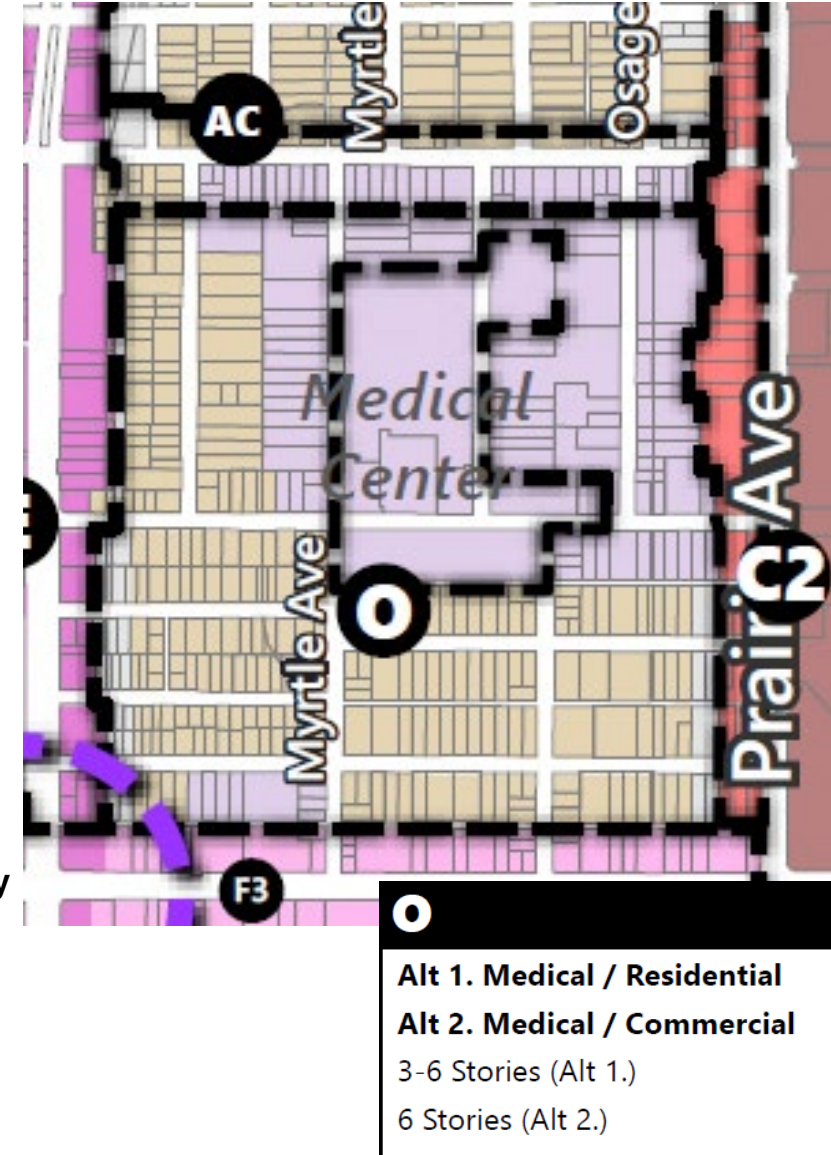 Myrtle
Osage
AC
Medical
Center
Prairie Ave
C2
O
Myrtle Ave
F3
y
O
Alt 1. Medical / Residential
Alt 2. Medical / Commercial
3-6 Stories (Alt 1.)
6 Stories (Alt 2.)